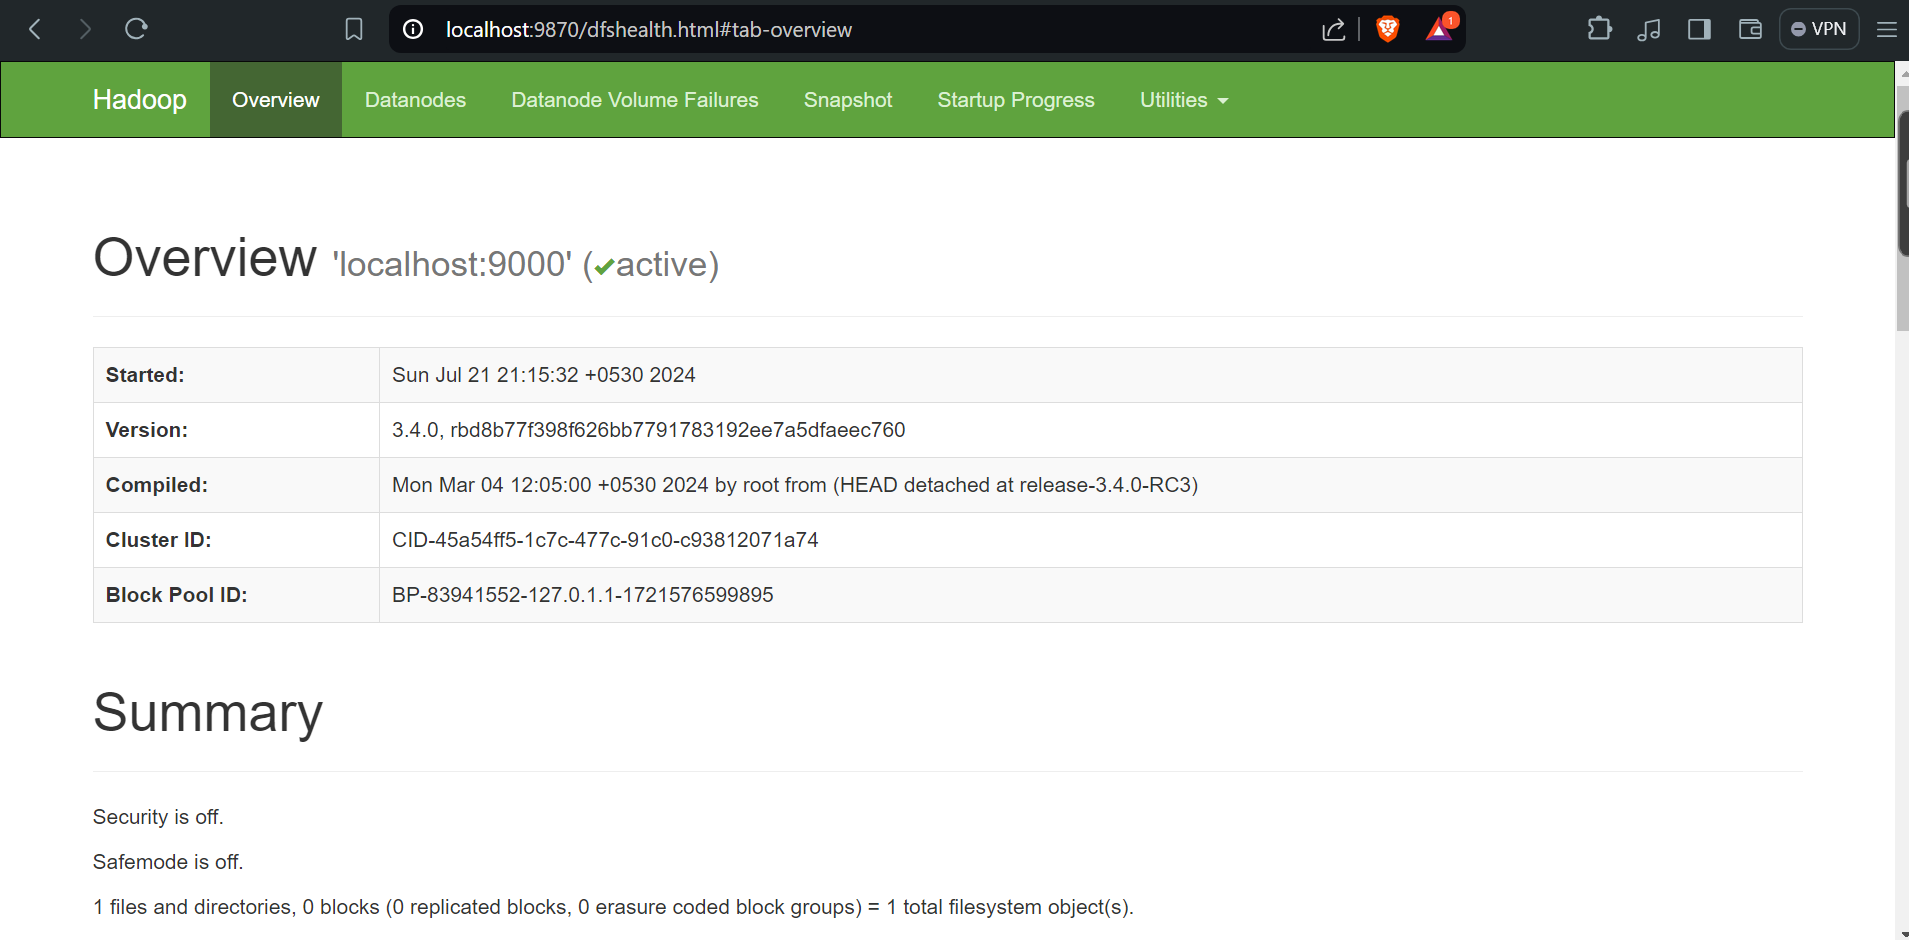 localhost:9870/dfshealth.html#tab-overview
1
VPN
Hadoop Overview Datanodes Datanode Volume Failures Snapshot Startup Progress Utilities
Overview 'localhost:9000' (✔active)
Started: Sun Jul 21 21:15:32 +0530 2024
Version: 3.4.0, rbd8b77f398f626bb7791783192ee7a5dfaeec760
Compiled: Mon Mar 04 12:05:00 +0530 2024 by root from (HEAD detached at release-3.4.0-RC3)
Cluster ID: CID-45a54ff5-1c7c-477c-91c0-c93812071a74
Block Pool ID: BP-83941552-127.0.1.1-1721576599895
Summary
Security is off.
Safemode is off.
1 files and directories, 0 blocks (0 replicated blocks, 0 erasure coded block groups) = 1 total filesystem object(s).